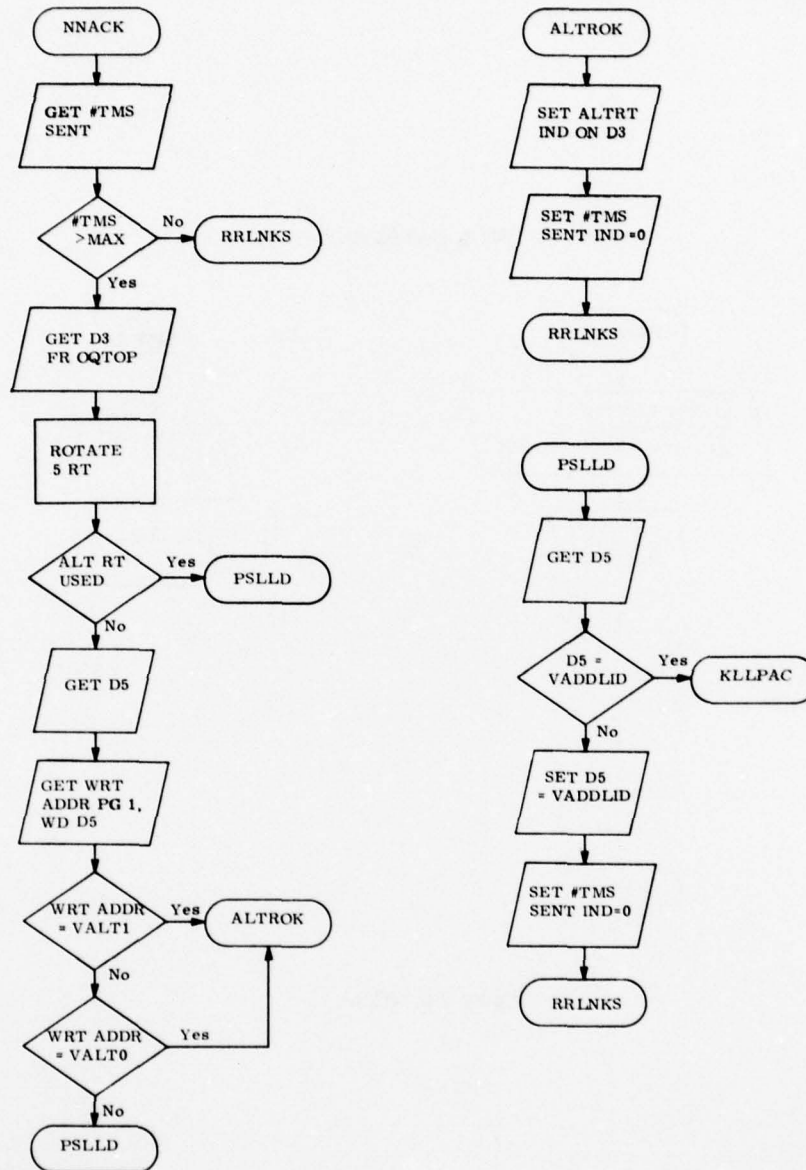 NNACK
GET #TMS
SENT
#TMS
>MAX
No
RRLNKS
Yes
GET D3
FR OQTOP
ROTATE
5 RT
ALT RT
USED
Yes
PSLLD
No
GET D5
GET WRT
ADDR PG 1,
WD D5
WRT ADDR
= VALT1
Yes
ALTROK
No
WRT ADDR
= VALT0
Yes
No
PSLLD
ALTROK
SET ALTRT
IND ON D3
SET #TMS
SENT IND=0
RRLNKS
PSLLD
GET D5
D5 =
VADDLID
Yes
KLLPAC
No
SET D5
= VADDLID
SET #TMS
SENT IND=0
RRLNKS